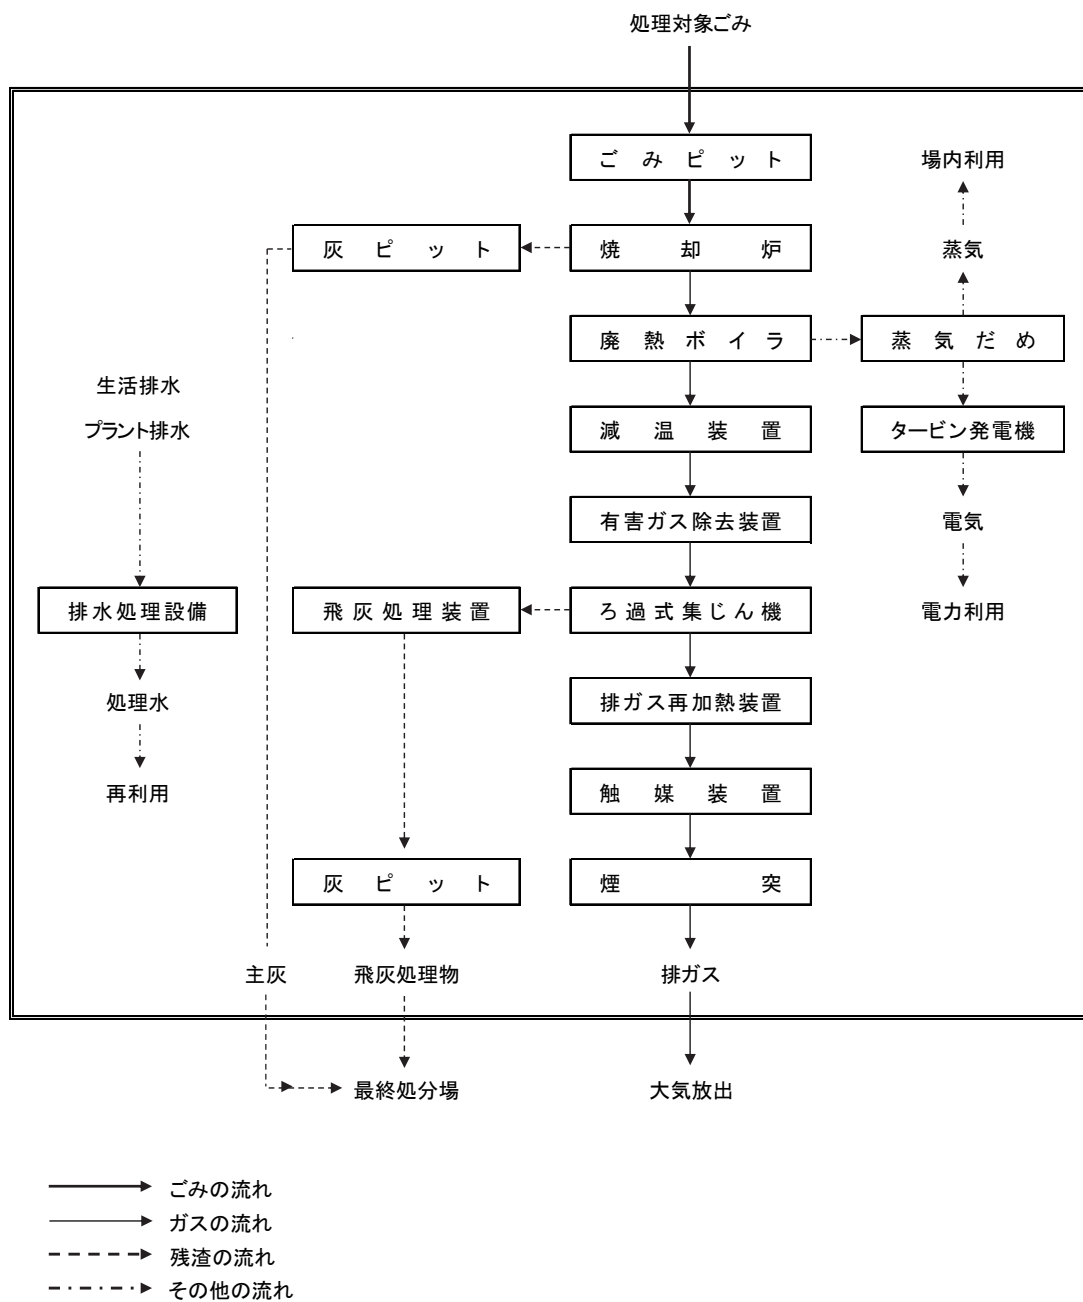 処理対象ごみ
ごみピット
場内利用
灰ピット
焼却炉
蒸気
廃熱ボイラ
蒸気だめ
生活排水
プラント排水
減温装置
タービン発電機
有害ガス除去装置
電気
排水処理設備
飛灰処理装置
ろ過式集じん機
電力利用
処理水
排ガス再加熱装置
再利用
触媒装置
灰ピット
煙突
主灰
飛灰処理物
排ガス
最終処分場
大気放出
ごみの流れ
ガスの流れ
残渣の流れ
その他の流れ